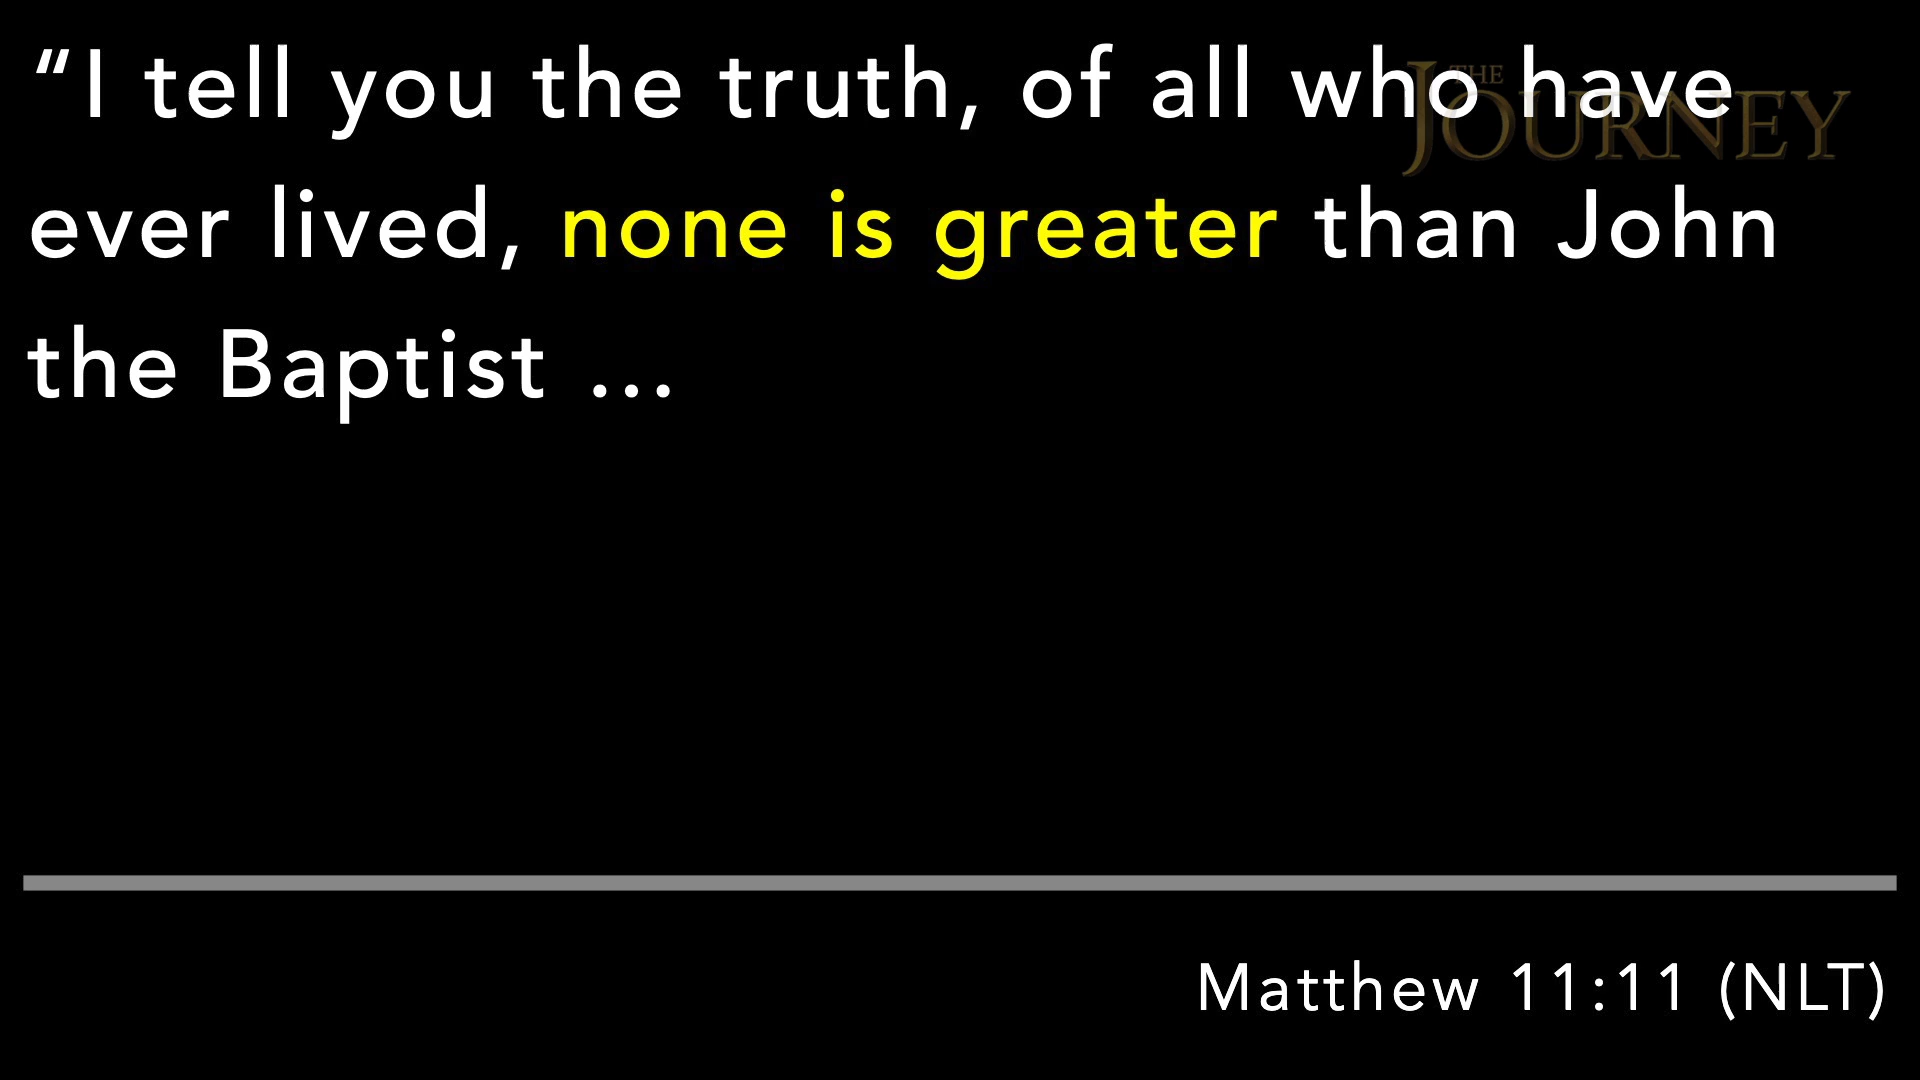 “I tell you the truth, of all who have
THE JOURNEY
ever lived, none is greater than John
the Baptist …
Matthew 11:11 (NLT)